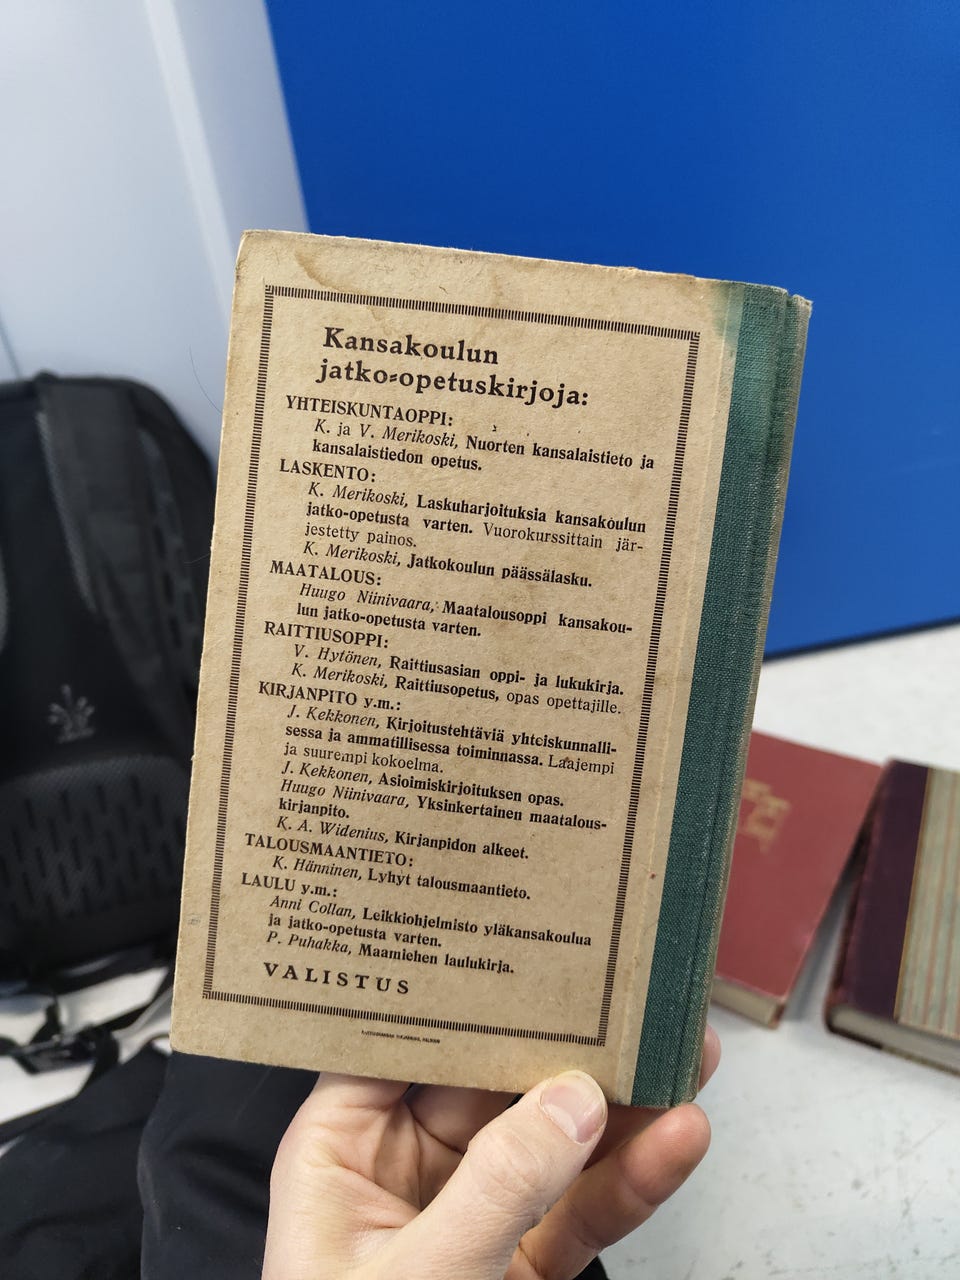 Kansakoulun
jatko-opetuskirjoja:
YHTEISKUNTAOPPI:
K. ja V. Merikoski, Nuorten kansalaistieto ja
kansalaistiedon opetus.
LASKENTO:
K. Merikoski, Laskuharjoituksia kansakoulun
jatko-opetusta varten. Vuorokurssittain jär-
jestetty painos.
K. Merikoski, Jatkokoulun päässälasku.
MAATALOUS:
Huugo Niinivaara, Maatalousoppi kansakou-
lun jatko-opetusta varten.
RAITTIUSOPPI:
V. Hytönen, Raittiusasian oppi- ja lukukirja.
K. Merikoski, Raittiusopetus, opas opettajille.
KIRJANPITO y.m.:
J. Kekkonen, Kirjoitustehtäviä yhteiskunnalli-
sessa ja ammatillisessa toiminnassa. Laajempi
ja suurempi kokoelma.
J. Kekkonen, Asioimiskirjoituksen opas.
Huugo Niinivaara, Yksinkertainen maatalous-
kirjanpito.
K. A. Widenius, Kirjanpidon alkeet.
TALOUSMAANTIETO:
K. Hänninen, Lyhyt talousmaantieto.
LAULU y.m.:
Anni Collan, Leikkiohjelmisto yläkansakoulua
ja jatko-opetusta varten.
P. Puhakka, Maamiehen laulukirja.
VALISTUS